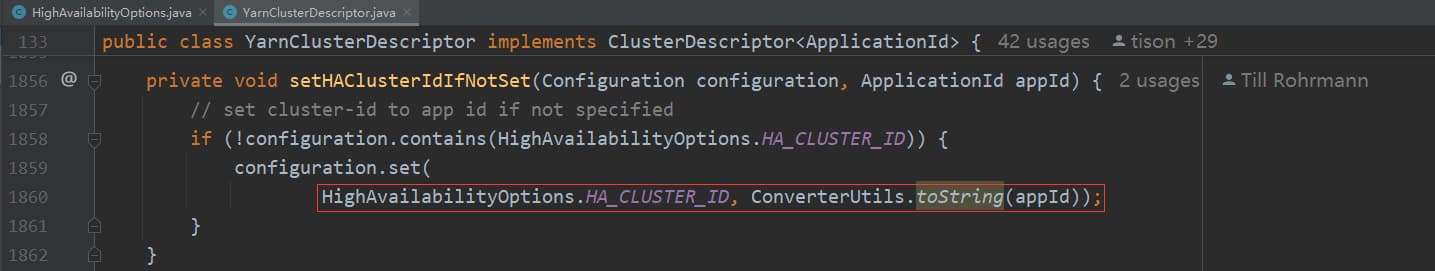 HighAvailabilityOptions.java × YarnClusterDescriptor.java ×
133 public class YarnClusterDescriptor implements ClusterDescriptor<ApplicationId> { 42 usages tison +29
1856 @ private void setHAClusterIdIfNotSet(Configuration configuration, ApplicationId appId) { 2 usages Till Rohrmann
1857 // set cluster-id to app id if not specified
1858 if (!configuration.contains(HighAvailabilityOptions.HA_CLUSTER_ID)) {
1859 configuration.set(
1860 HighAvailabilityOptions.HA_CLUSTER_ID, ConverterUtils.toString(appId));
1861 }
1862 }